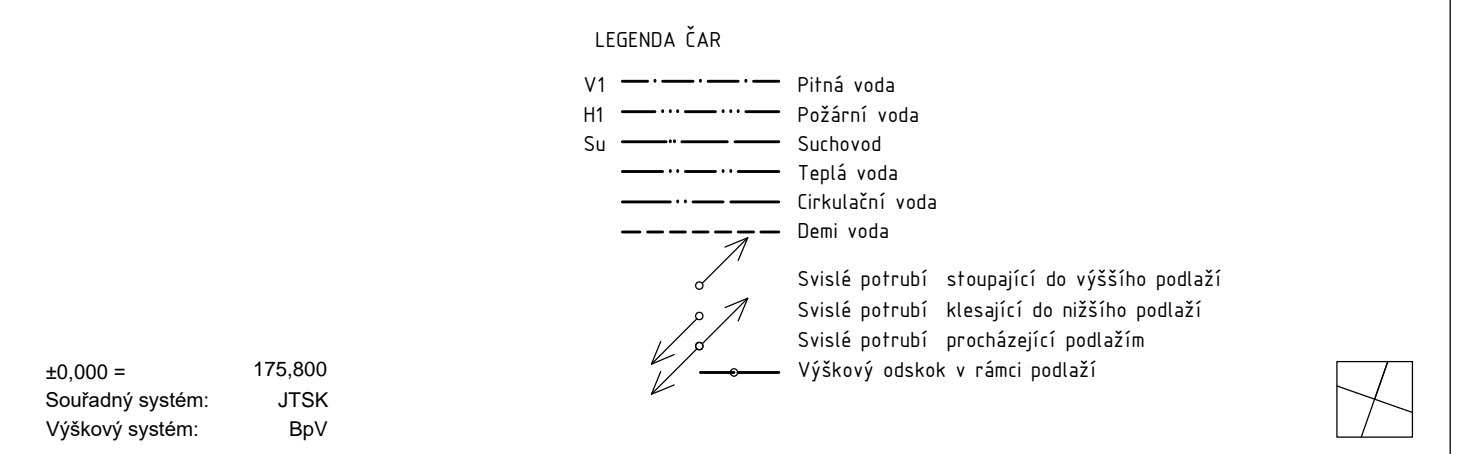 LEGENDA ČAR
V1 Pitná voda
H1 Požární voda
Su Suchovod
Teplá voda
Cirkulační voda
Demi voda
Svislé potrubí stoupající do výššího podlaží
Svislé potrubí klesající do nižšího podlaží
Svislé potrubí procházející podlažím
Výškový odskok v rámci podlaží
±0,000 = 175,800
Souřadný systém: JTSK
Výškový systém: BpV